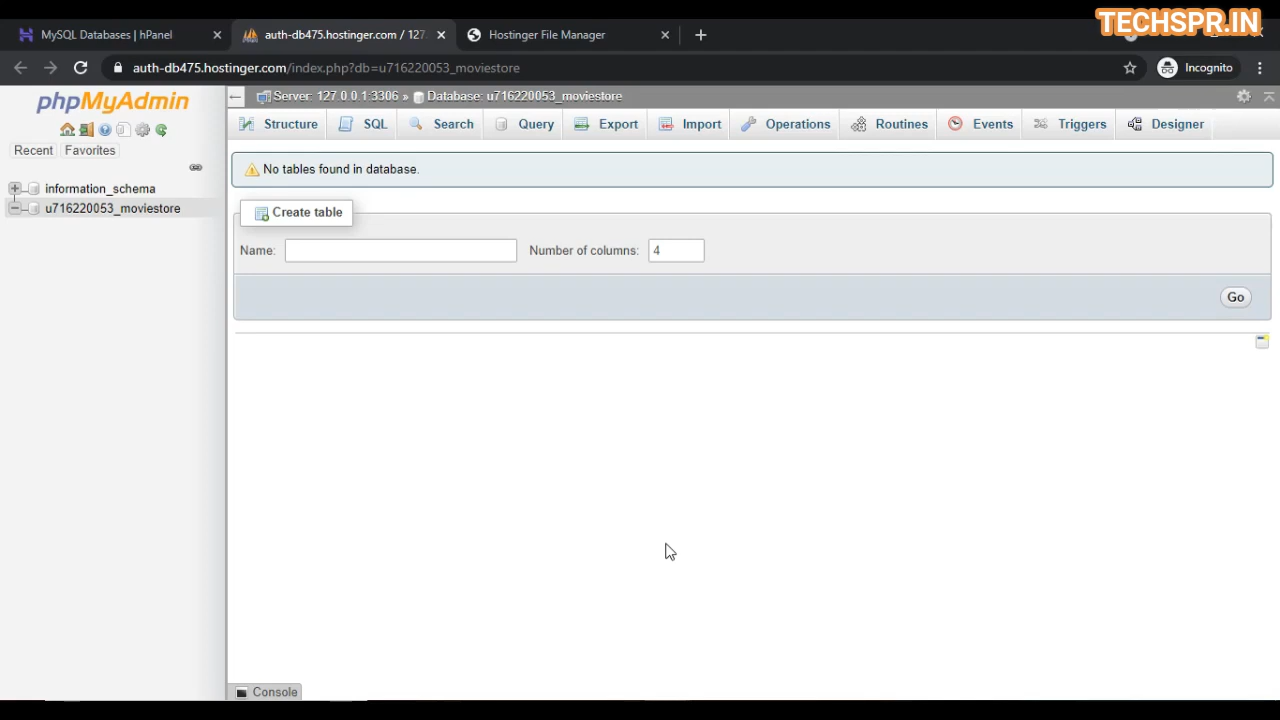 TECHSPR.IN
MySQL Databases | hPanel
auth-db475.hostinger.com / 127.
Hostinger File Manager
auth-db475.hostinger.com/index.php?db=u716220053_moviestore
Incognito
phpMyAdmin
Recent Favorites
information_schema
u716220053_moviestore
Server: 127.0.0.1:3306 » Database: u716220053_moviestore
Structure SQL Search Query Export Import Operations Routines Events Triggers Designer
No tables found in database.
Create table
Name: Number of columns: 4
Go
Console